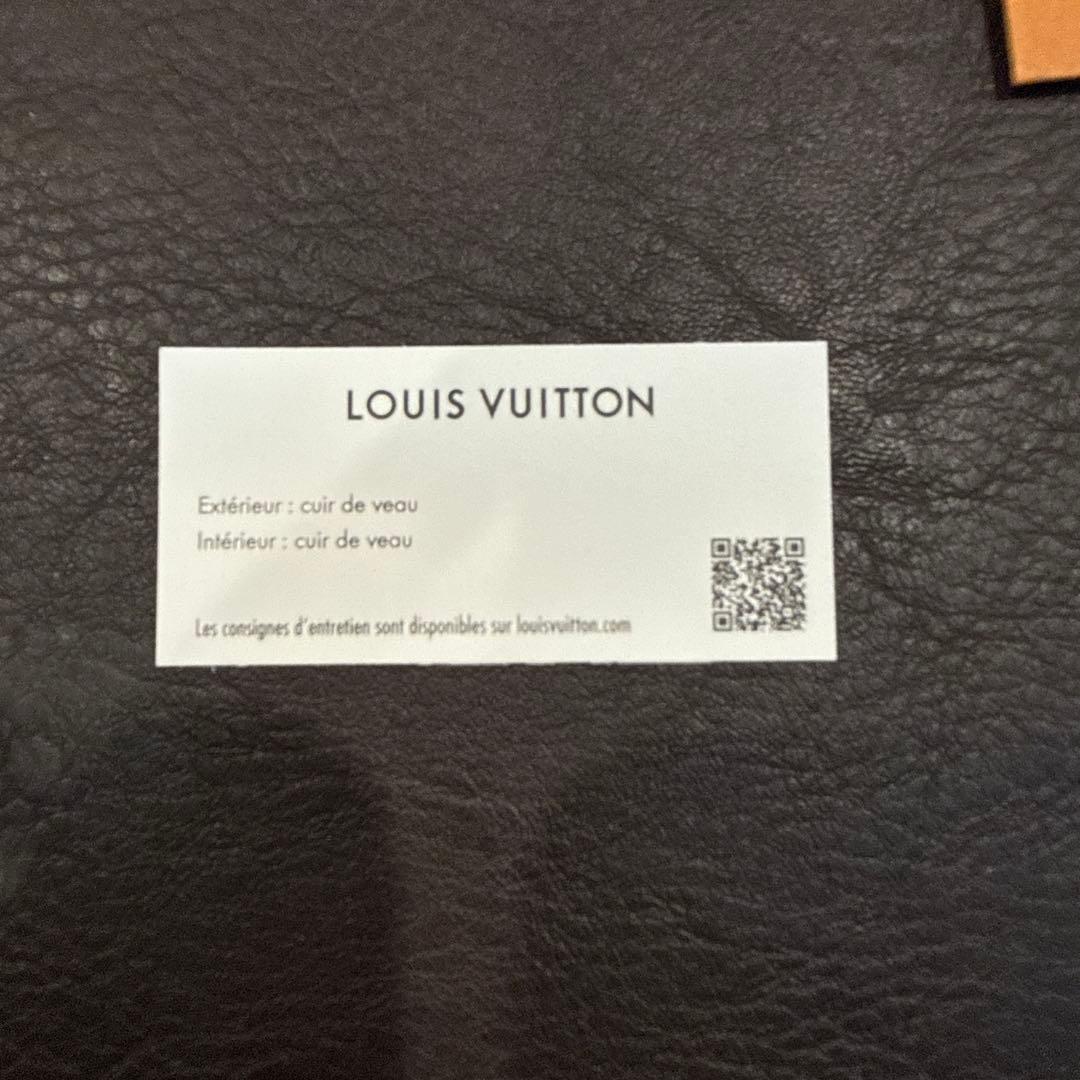 LOUIS VUITTON
Extérieur : cuir de veau
Intérieur : cuir de veau
Les consignes d'entretien sont disponibles sur louisvuitton.com